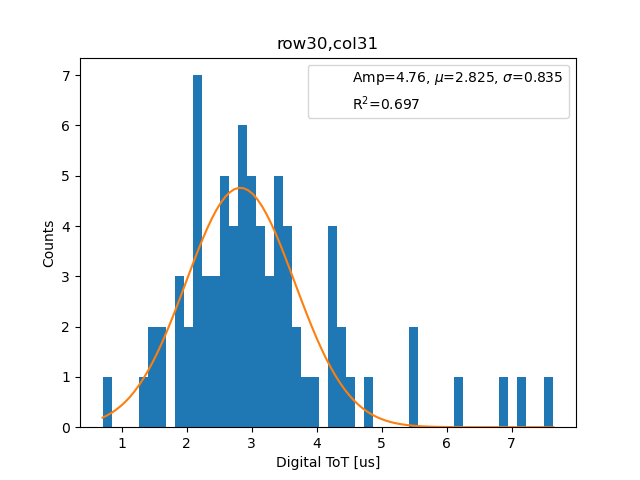 row30,col31
Amp=4.76, μ=2.825, σ=0.835
R²=0.697
Counts
7
6
5
4
3
2
1
0
1 2 3 4 5 6 7
Digital ToT [us]